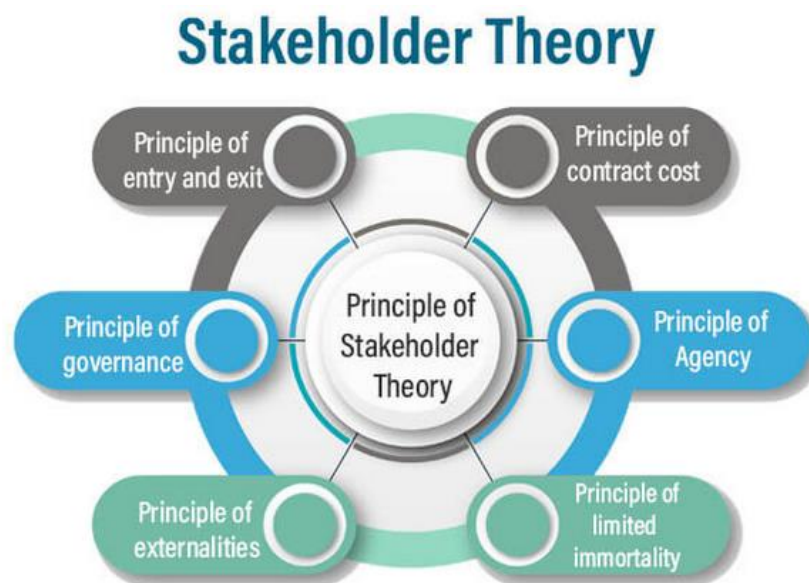 Stakeholder Theory
Principle of
entry and exit
Principle of
contract cost
Principle of
governance
Principle of
Stakeholder
Theory
Principle of
Agency
Principle of
externalities
Principle of
limited
immortality